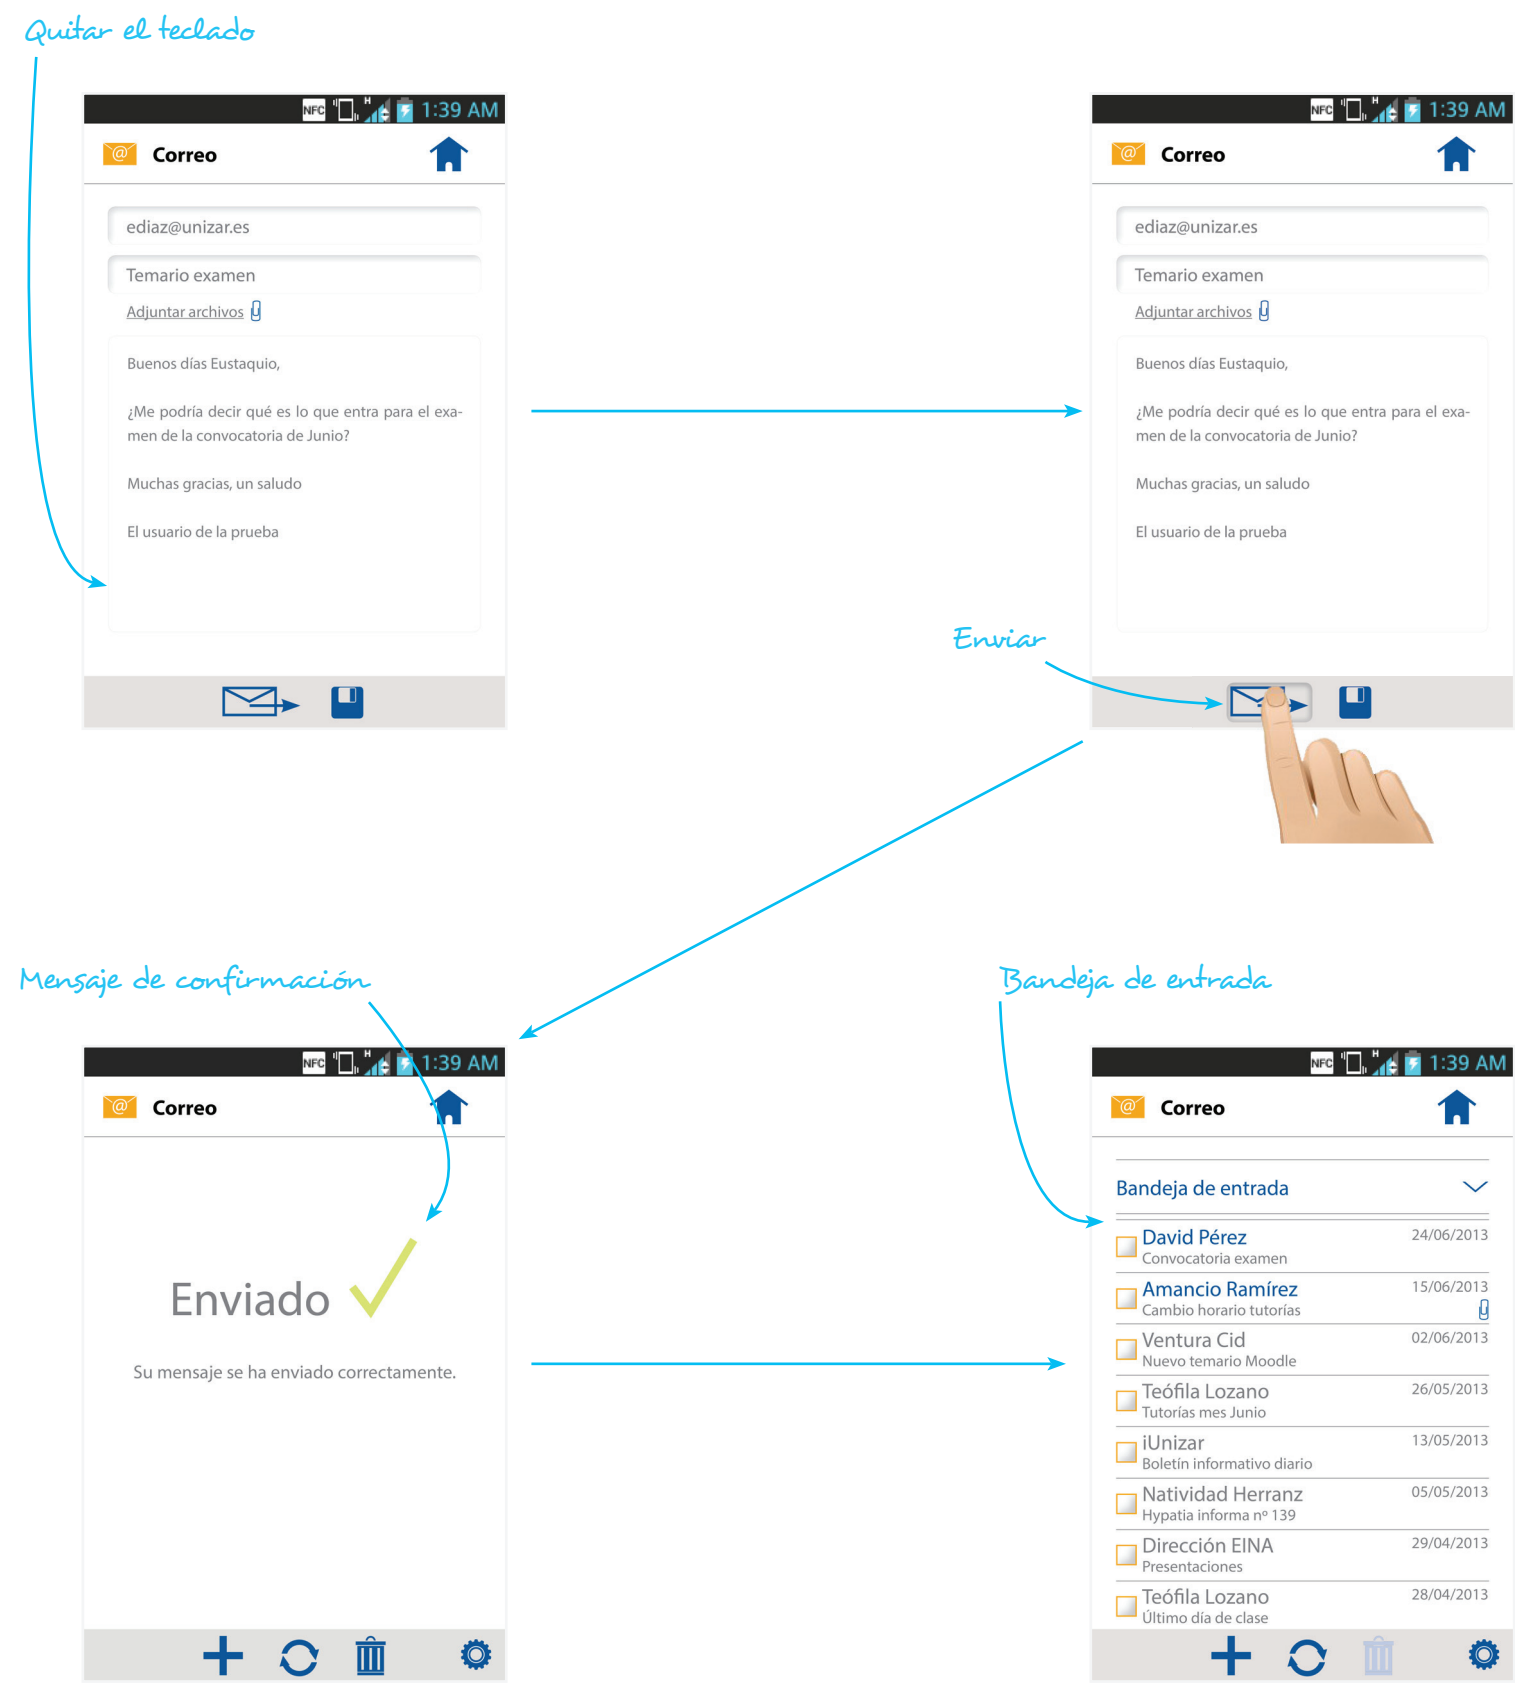 Quitar el teclado
NFC H 1:39 AM
@ Correo
ediaz@unizar.es
Temario examen
Adjuntar archivos
Buenos días Eustaquio,
¿Me podría decir qué es lo que entra para el exa-
men de la convocatoria de Junio?
Muchas gracias, un saludo
El usuario de la prueba
NFC H 1:39 AM
@ Correo
ediaz@unizar.es
Temario examen
Adjuntar archivos
Buenos días Eustaquio,
¿Me podría decir qué es lo que entra para el exa-
men de la convocatoria de Junio?
Muchas gracias, un saludo
El usuario de la prueba
Enviar
Mensaje de confirmación
NFC H 1:39 AM
@ Correo
Enviado
Su mensaje se ha enviado correctamente.
Bandeja de entrada
NFC H 1:39 AM
@ Correo
Bandeja de entrada
David Pérez 24/06/2013
Convocatoria examen
Amancio Ramírez 15/06/2013
Cambio horario tutorías
Ventura Cid 02/06/2013
Nuevo temario Moodle
Teófila Lozano 26/05/2013
Tutorías mes Junio
iUnizar 13/05/2013
Boletín informativo diario
Natividad Herranz 05/05/2013
Hypatia informa nº 139
Dirección EINA 29/04/2013
Presentaciones
Teófila Lozano 28/04/2013
Último día de clase